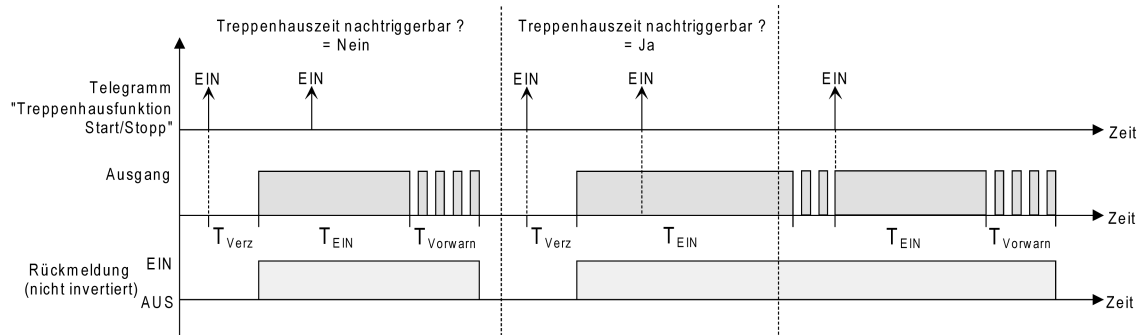 Treppenhauszeit nachtriggerbar ?
= Nein
Treppenhauszeit nachtriggerbar ?
= Ja
Telegramm
"Treppenhausfunktion
Start/Stopp"
EIN
EIN
EIN
EIN
EIN
Zeit
Ausgang
Zeit
T Verz
T EIN
T Vorwarn
T Verz
T EIN
T EIN
T Vorwarn
Rückmeldung
(nicht invertiert)
EIN
AUS
Zeit